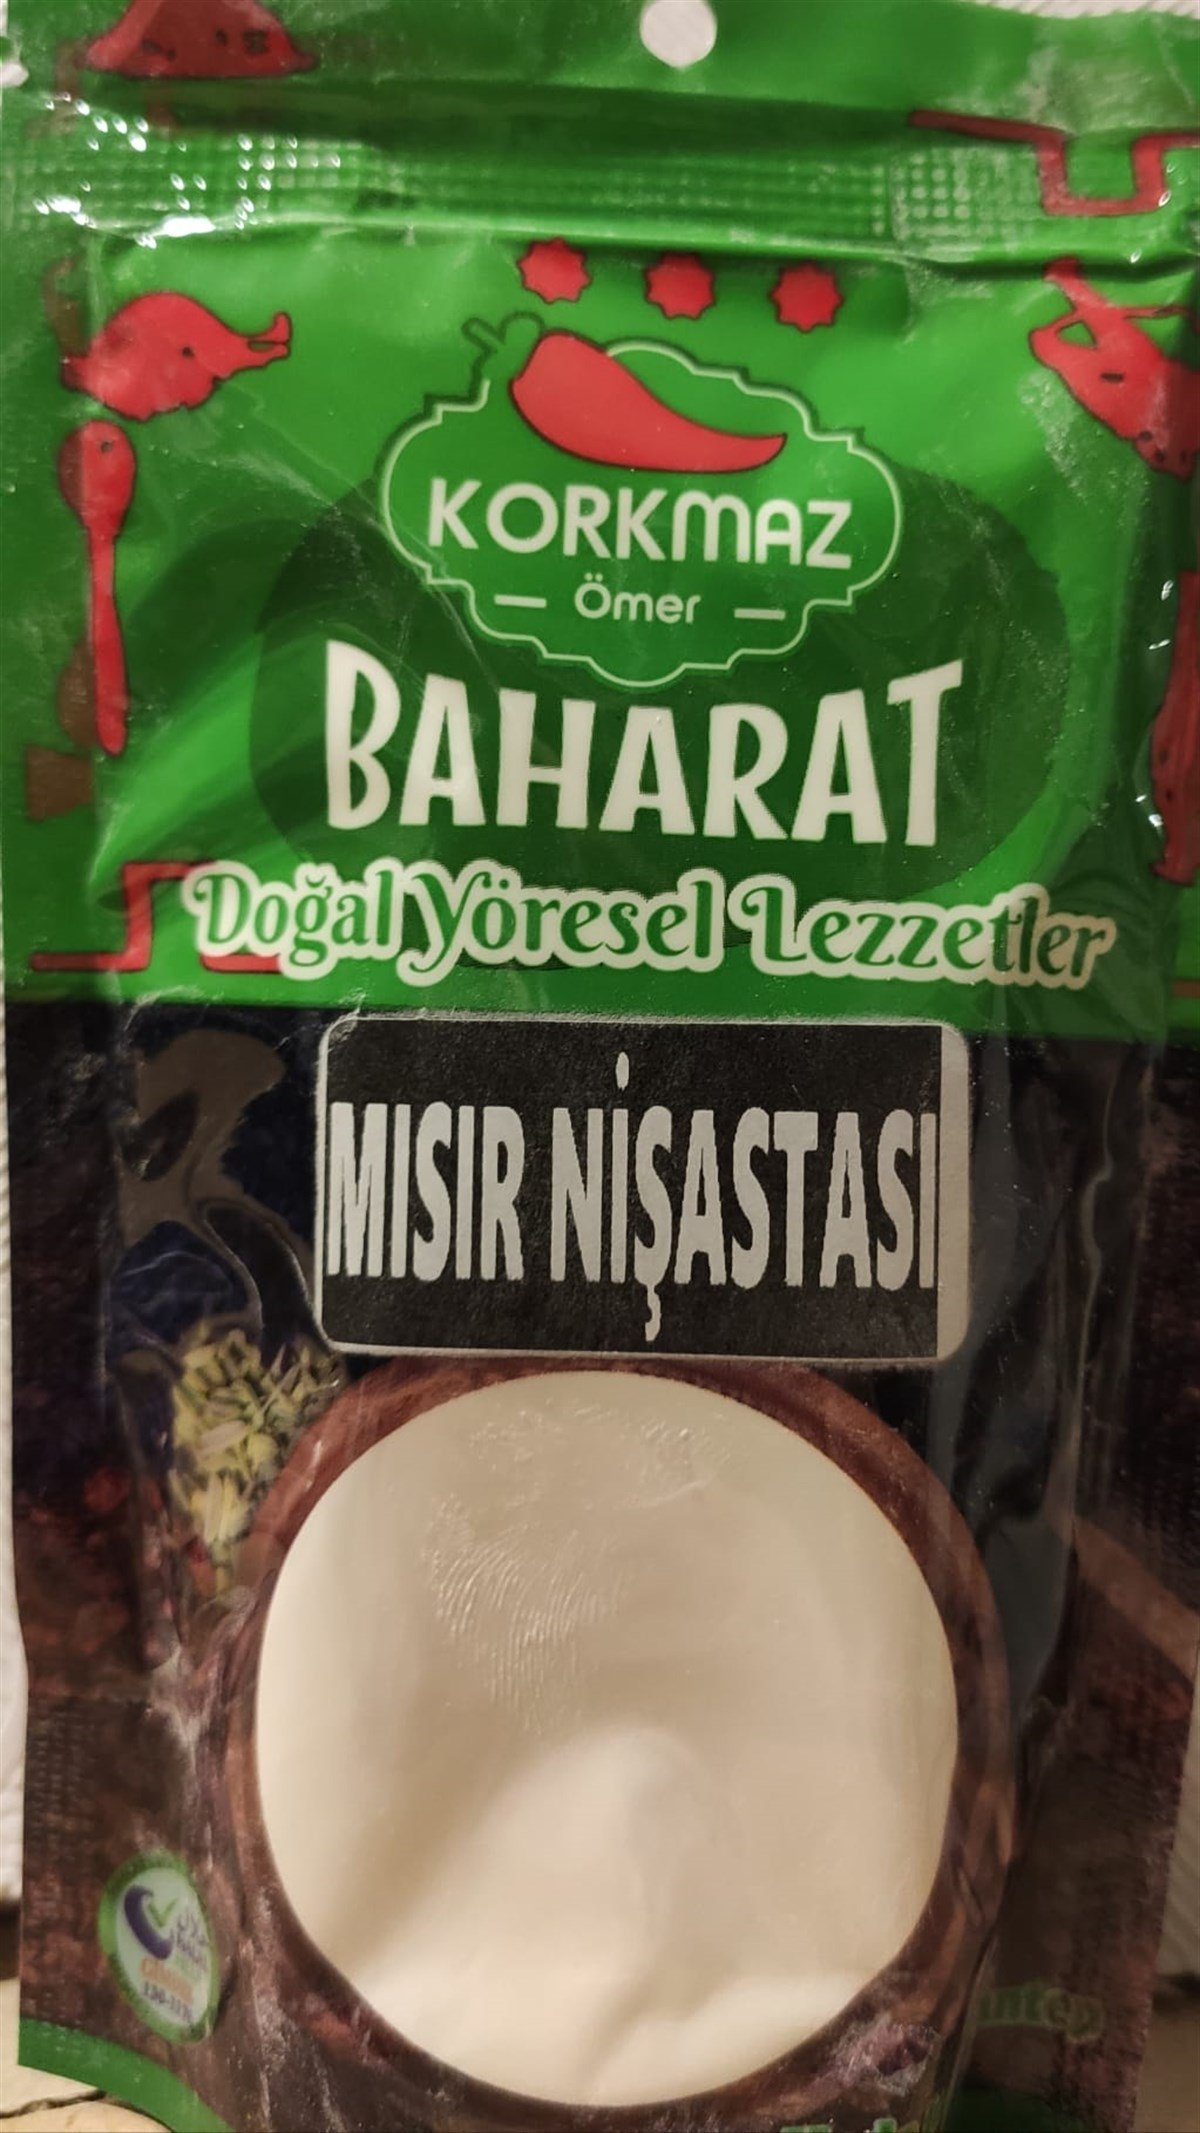 KORKMAZ
Ömer
BAHARAT
Doğal Yöresel Lezzetler
MISIR NİŞASTASI